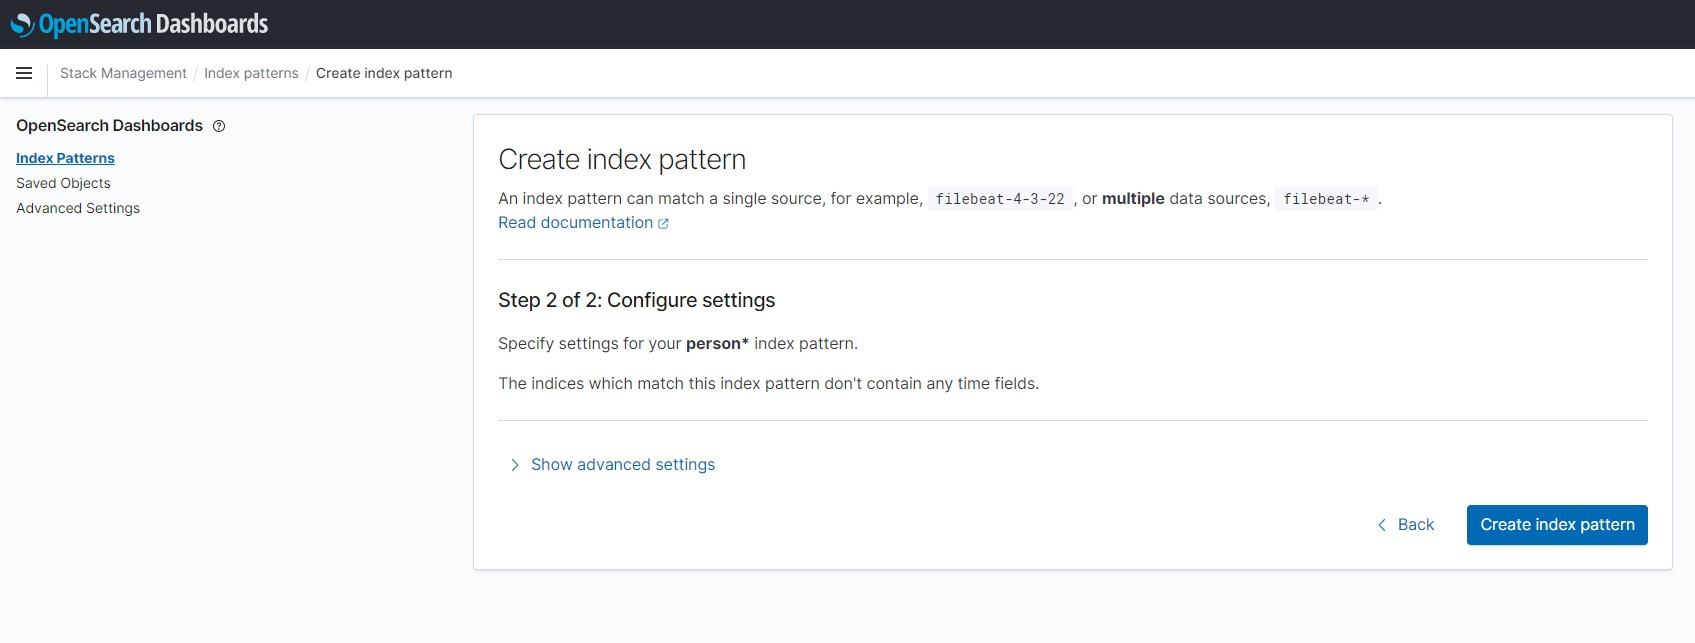 OpenSearch Dashboards
Stack Management / Index patterns / Create index pattern
OpenSearch Dashboards
Index Patterns
Saved Objects
Advanced Settings
Create index pattern
An index pattern can match a single source, for example, filebeat-4-3-22 , or multiple data sources, filebeat-* .
Read documentation
Step 2 of 2: Configure settings
Specify settings for your person* index pattern.
The indices which match this index pattern don't contain any time fields.
Show advanced settings
Back
Create index pattern